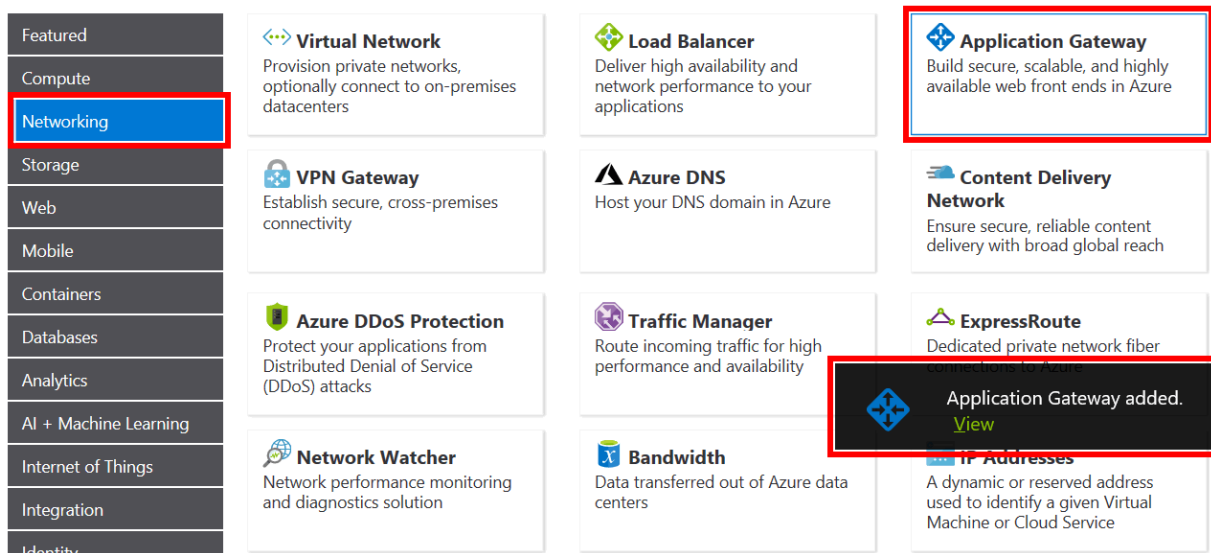 Featured
Compute
Networking
Storage
Web
Mobile
Containers
Databases
Analytics
AI + Machine Learning
Internet of Things
Integration
Identity
Virtual Network
Provision private networks,
optionally connect to on-premises
datacenters
Load Balancer
Deliver high availability and
network performance to your
applications
Application Gateway
Build secure, scalable, and highly
available web front ends in Azure
VPN Gateway
Establish secure, cross-premises
connectivity
Azure DNS
Host your DNS domain in Azure
Content Delivery
Network
Ensure secure, reliable content
delivery with broad global reach
Azure DDoS Protection
Protect your applications from
Distributed Denial of Service
(DDoS) attacks
Traffic Manager
Route incoming traffic for high
performance and availability
ExpressRoute
Dedicated private network fiber
connections to Azure
Application Gateway added.
View
Network Watcher
Network performance monitoring
and diagnostics solution
Bandwidth
Data transferred out of Azure data
centers
IP Addresses
A dynamic or reserved address
used to identify a given Virtual
Machine or Cloud Service